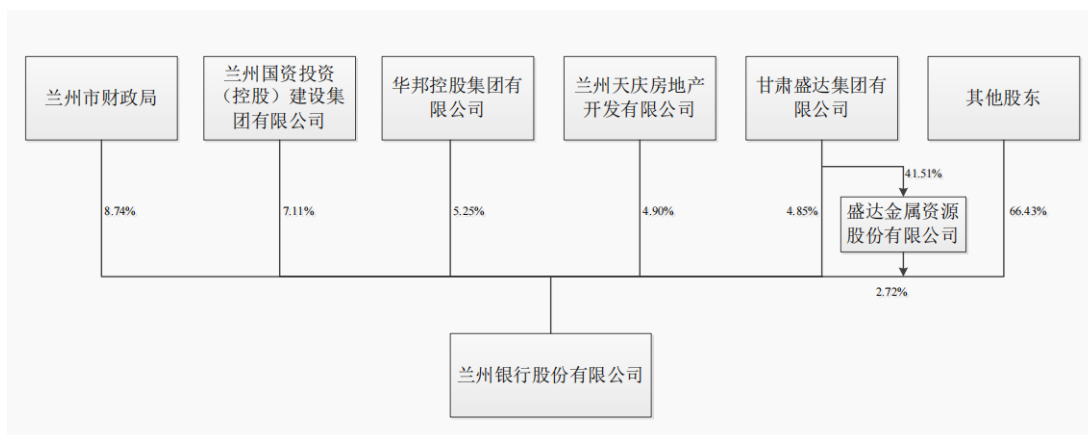 兰州市财政局
兰州国资投资
（控股）建设集
团有限公司
华邦控股集团有
限公司
兰州天庆房地产
开发有限公司
甘肃盛达集团有
限公司
其他股东
41.51%
8.74%
7.11%
5.25%
4.90%
4.85%
盛达金属资源
股份有限公司
66.43%
2.72%
兰州银行股份有限公司